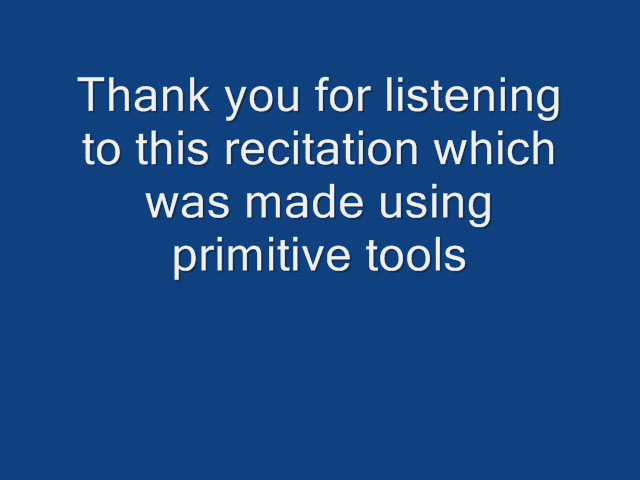 Thank you for listening
to this recitation which
was made using
primitive tools